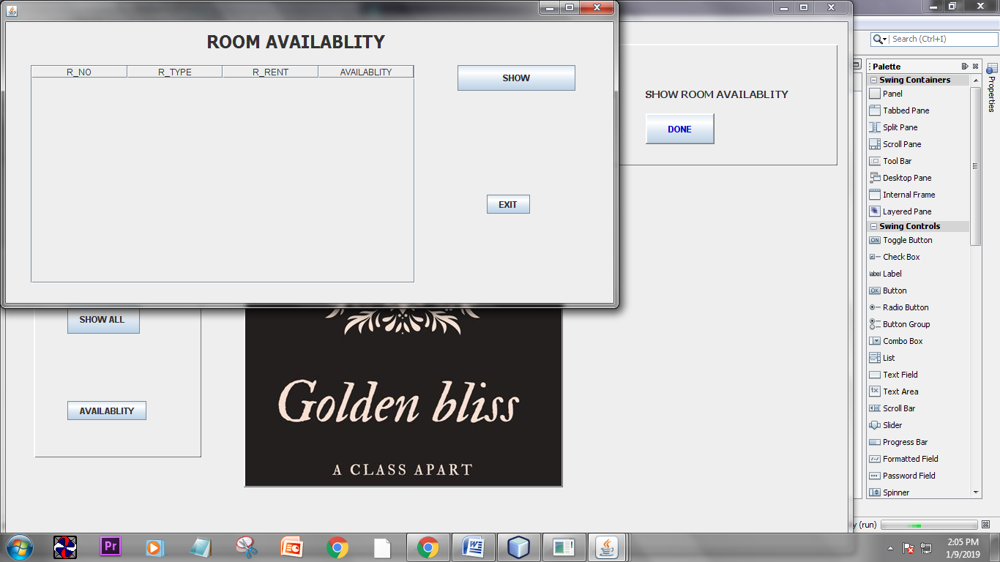 ROOM AVAILABLITY
R_NO R_TYPE R_RENT AVAILABLITY
SHOW
EXIT
SHOW ROOM AVAILABLITY
DONE
SHOW ALL
AVAILABLITY
Golden bliss
A CLASS APART
Search (Ctrl+I)
Palette
Properties
Swing Containers
Panel
Tabbed Pane
Split Pane
Scroll Pane
Tool Bar
Desktop Pane
Internal Frame
Layered Pane
Swing Controls
ON Toggle Button
Check Box
label Label
OK Button
Radio Button
Button Group
Combo Box
List
Text Field
tx Text Area
Scroll Bar
Slider
Progress Bar
Formatted Field
Password Field
Spinner
y (run)
Pr
2:05 PM
1/9/2019